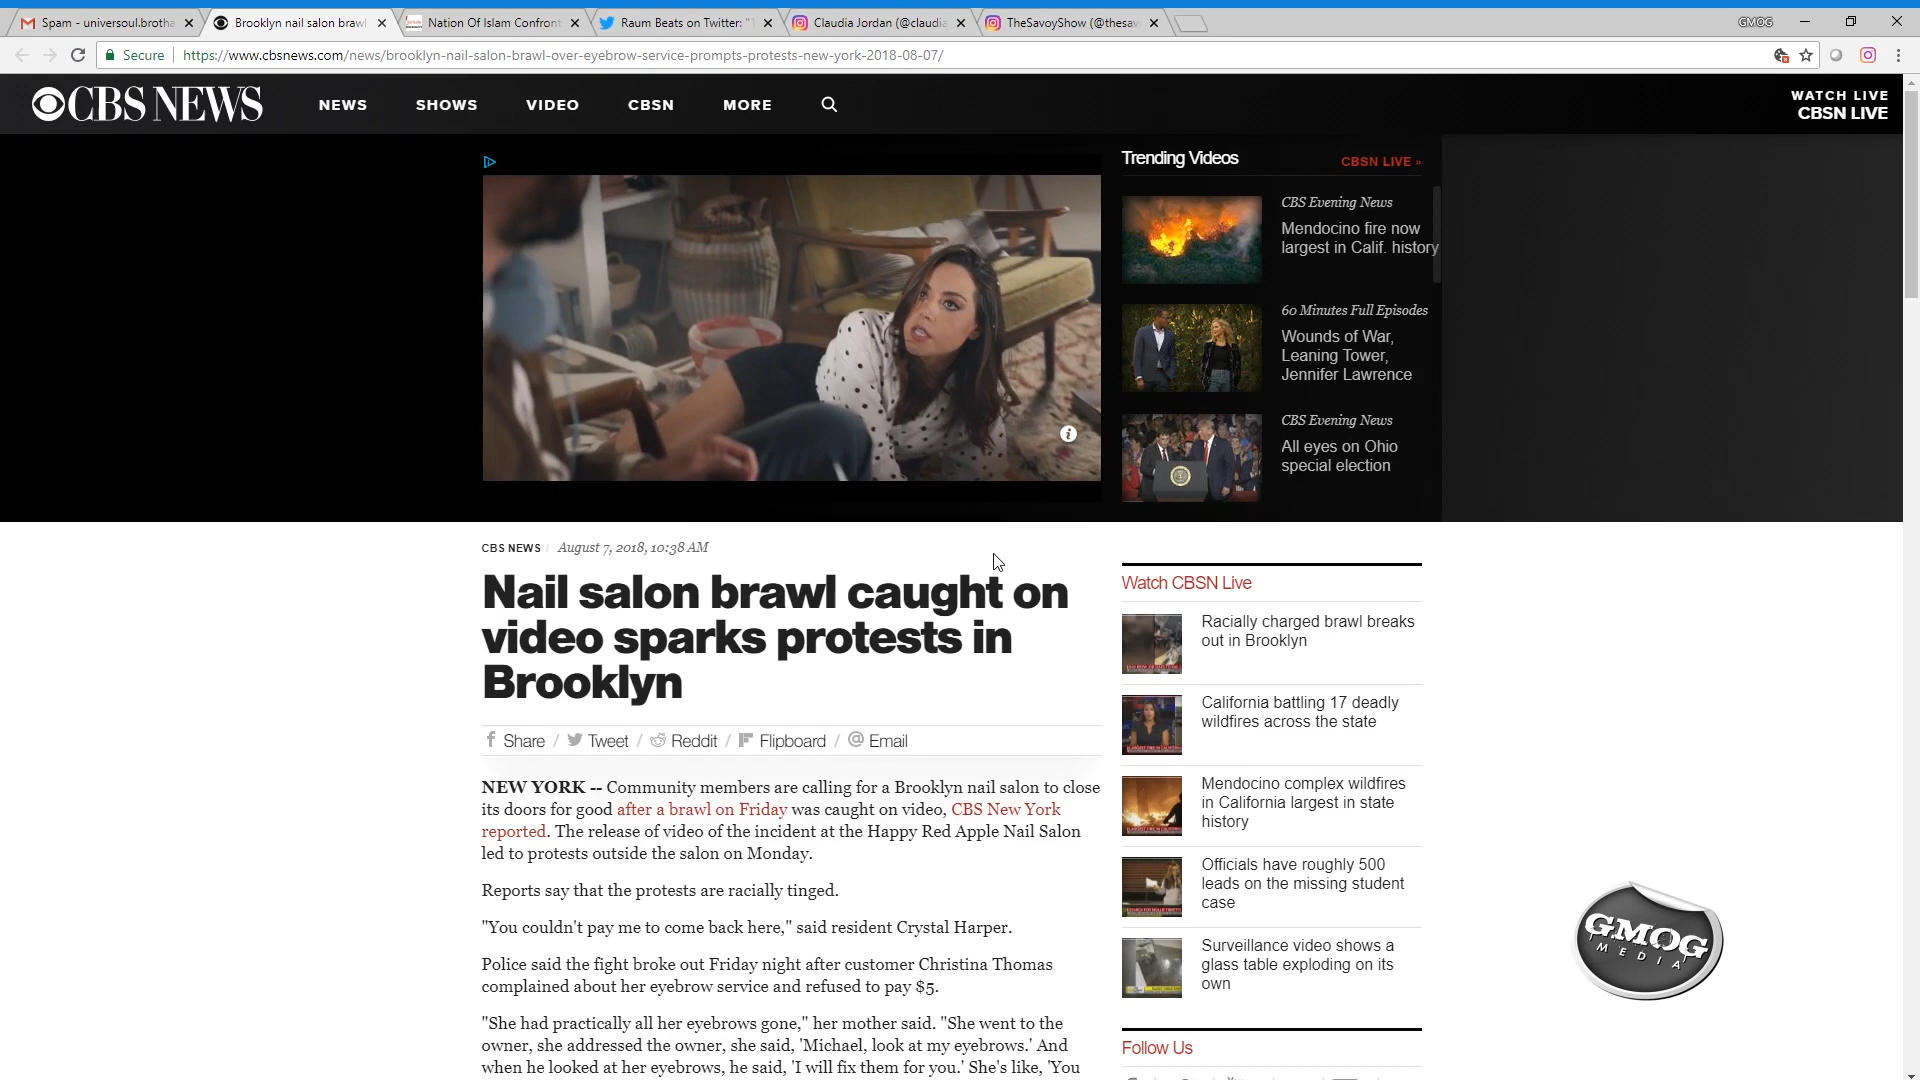 Spam - universoul.brotha
Brooklyn nail salon brawl
Nation Of Islam Confront
Raum Beats on Twitter: "
Claudia Jordan (@claudia
TheSavoyShow (@thesav
GMOG
Secure
https://www.cbsnews.com/news/brooklyn-nail-salon-brawl-over-eyebrow-service-prompts-protests-new-york-2018-08-07/
CBS NEWS
NEWS
SHOWS
VIDEO
CBSN
MORE
WATCH LIVE
CBSN LIVE
Trending Videos
CBSN LIVE »
CBS Evening News
Mendocino fire now
largest in Calif. history
60 Minutes Full Episodes
Wounds of War,
Leaning Tower,
Jennifer Lawrence
CBS Evening News
All eyes on Ohio
special election
CBS NEWS / August 7, 2018, 10:38 AM
Nail salon brawl caught on
video sparks protests in
Brooklyn
Share / Tweet / Reddit / Flipboard / Email
NEW YORK -- Community members are calling for a Brooklyn nail salon to close
its doors for good after a brawl on Friday was caught on video, CBS New York
reported. The release of video of the incident at the Happy Red Apple Nail Salon
led to protests outside the salon on Monday.
Reports say that the protests are racially tinged.
"You couldn't pay me to come back here," said resident Crystal Harper.
Police said the fight broke out Friday night after customer Christina Thomas
complained about her eyebrow service and refused to pay $5.
"She had practically all her eyebrows gone," her mother said. "She went to the
owner, she addressed the owner, she said, 'Michael, look at my eyebrows.' And
when he looked at her eyebrows, he said, 'I will fix them for you.' She's like, 'You
Watch CBSN Live
Racially charged brawl breaks
out in Brooklyn
California battling 17 deadly
wildfires across the state
Mendocino complex wildfires
in California largest in state
history
Officials have roughly 500
leads on the missing student
case
Surveillance video shows a
glass table exploding on its
own
Follow Us
GMOG
MEDIA